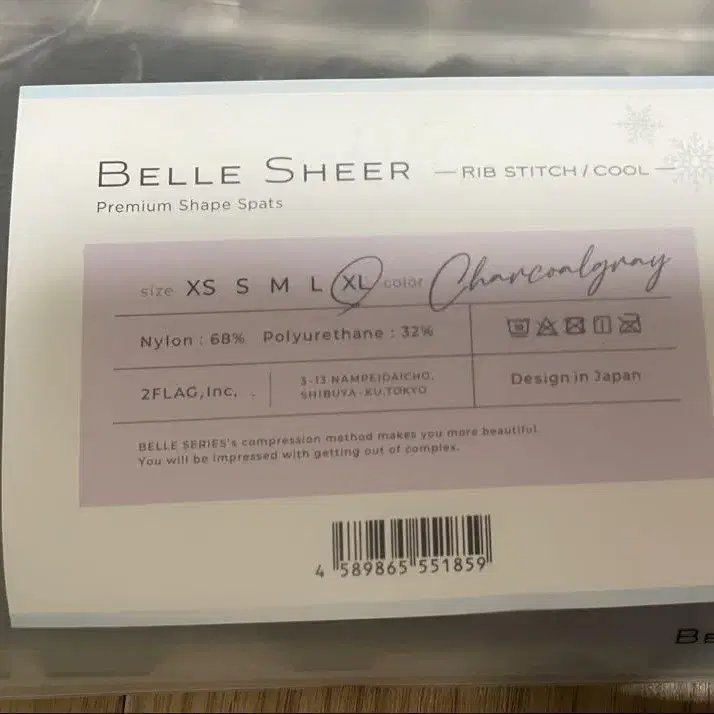 BELLE SHEER — RIB STITCH / COOL —
Premium Shape Spats
size XS S M L XL color Charcoalgray
Nylon : 68% Polyurethane : 32%
2FLAG,Inc.
3-13 NAMPEIDAICHO,
SHIBUYA-KU,TOKYO
Design in Japan
BELLE SERIES's compression method makes you more beautiful.
You will be impressed with getting out of complex.
4 589865 551859
BE